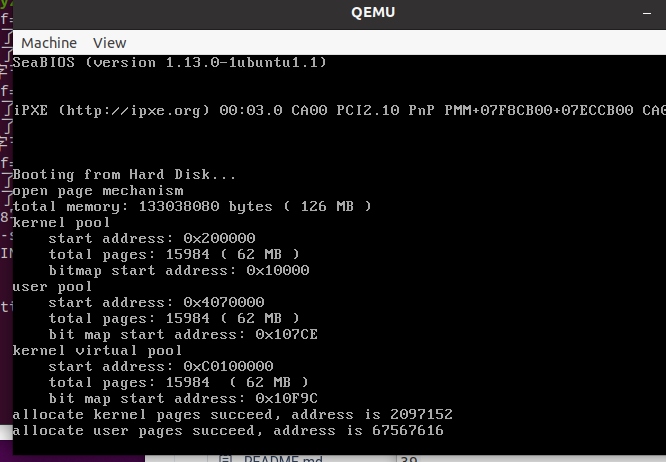 QEMU
Machine View
SeaBIOS (version 1.13.0-1ubuntu1.1)
iPXE (http://ipxe.org) 00:03.0 CA00 PCI2.10 PnP PMM+07F8CB00+07ECCB00 CA0
Booting from Hard Disk...
open page mechanism
total memory: 133038080 bytes ( 126 MB )
kernel pool
start address: 0x200000
total pages: 15984 ( 62 MB )
bitmap start address: 0x10000
user pool
start address: 0x4070000
total pages: 15984 ( 62 MB )
bit map start address: 0x107CE
kernel virtual pool
start address: 0xC0100000
total pages: 15984  ( 62 MB )
bit map start address: 0x10F9C
allocate kernel pages succeed, address is 2097152
allocate user pages succeed, address is 67567616